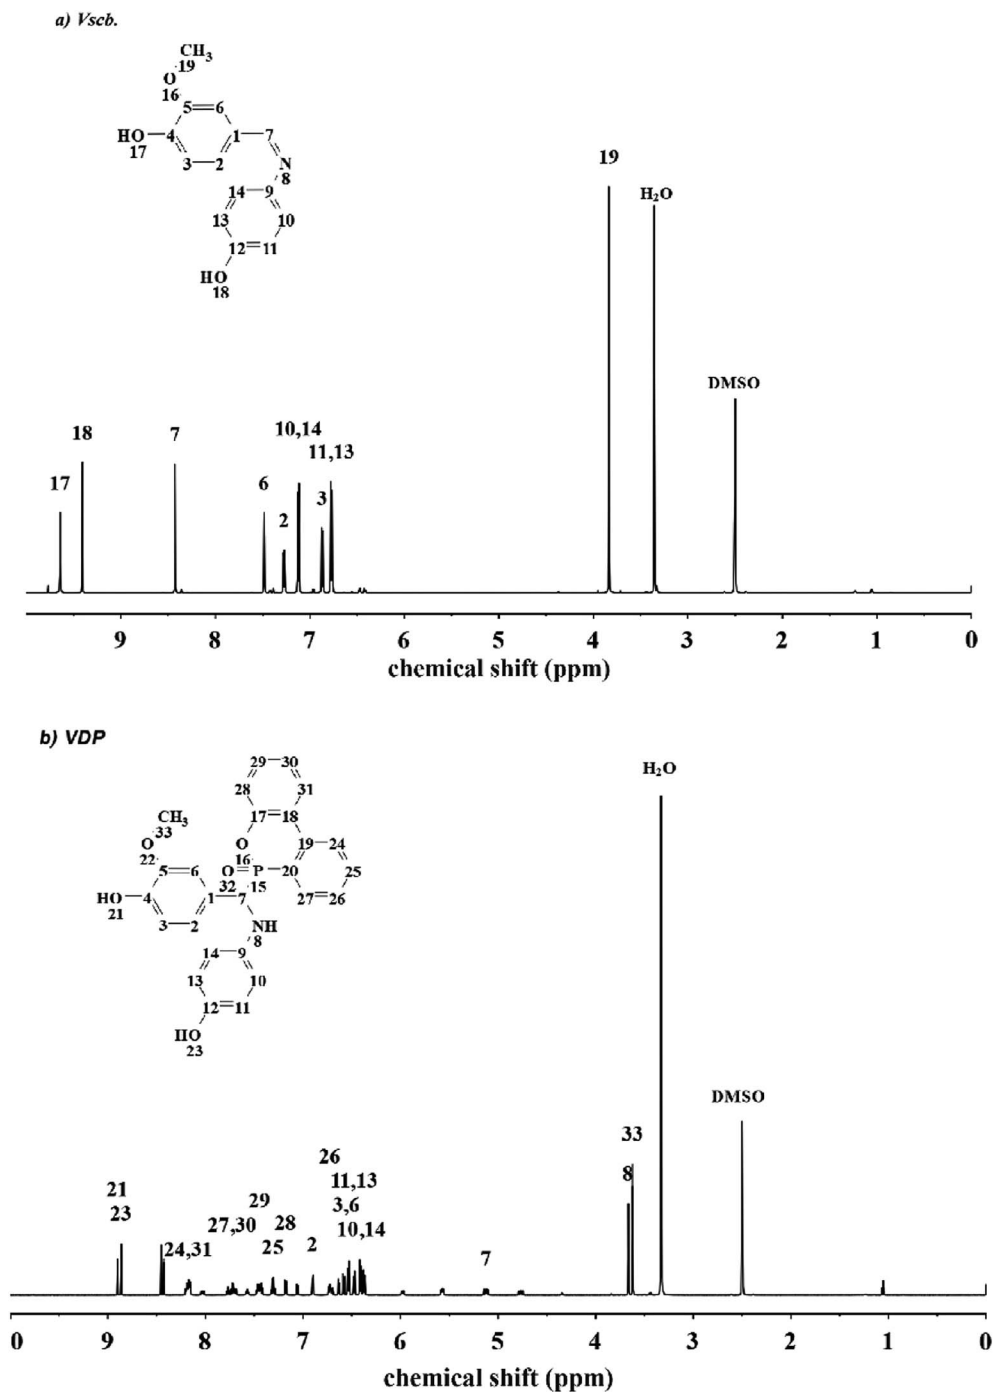 a) Vscb.
CH3
19
O
16
5 6
HO 4 1 7
17
3 2 N
8
14 9
13 10
12 11
HO
18
19
H2O
DMSO
18 7 10,14
11,13
17 6 3
2
9 8 7 6 5 4 3 2 1 0
chemical shift (ppm)
b) VDP
29 30
28 31
17 18
CH3
33
O 19 24
O
22 16
5 6 O P 20 25
32 15
HO 4 1 7 27 26
21
3 2 NH
8
14 9
13 10
12 11
HO
23
H2O
DMSO
33
26
21 11,13 8
29 3,6
23 27,30 28 10,14
24,31 25 2 7
0 9 8 7 6 5 4 3 2 1 0
chemical shift (ppm)